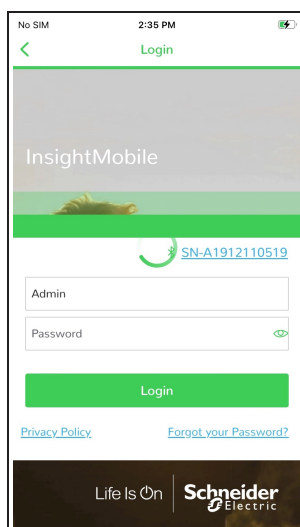 No SIM 2:35 PM
Login
InsightMobile
SN-A1912110519
Admin
Password
Login
Privacy Policy Forgot your Password?
Life Is On Schneider
Electric